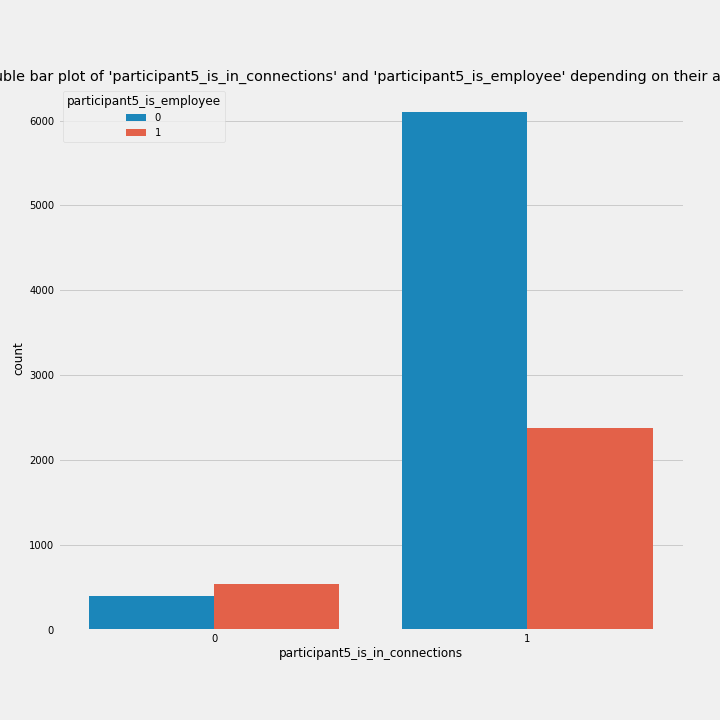 uble bar plot of 'participant5_is_in_connections' and 'participant5_is_employee' depending on their a
participant5_is_employee
0
1
6000
5000
4000
3000
2000
1000
0
count
0
1
participant5_is_in_connections